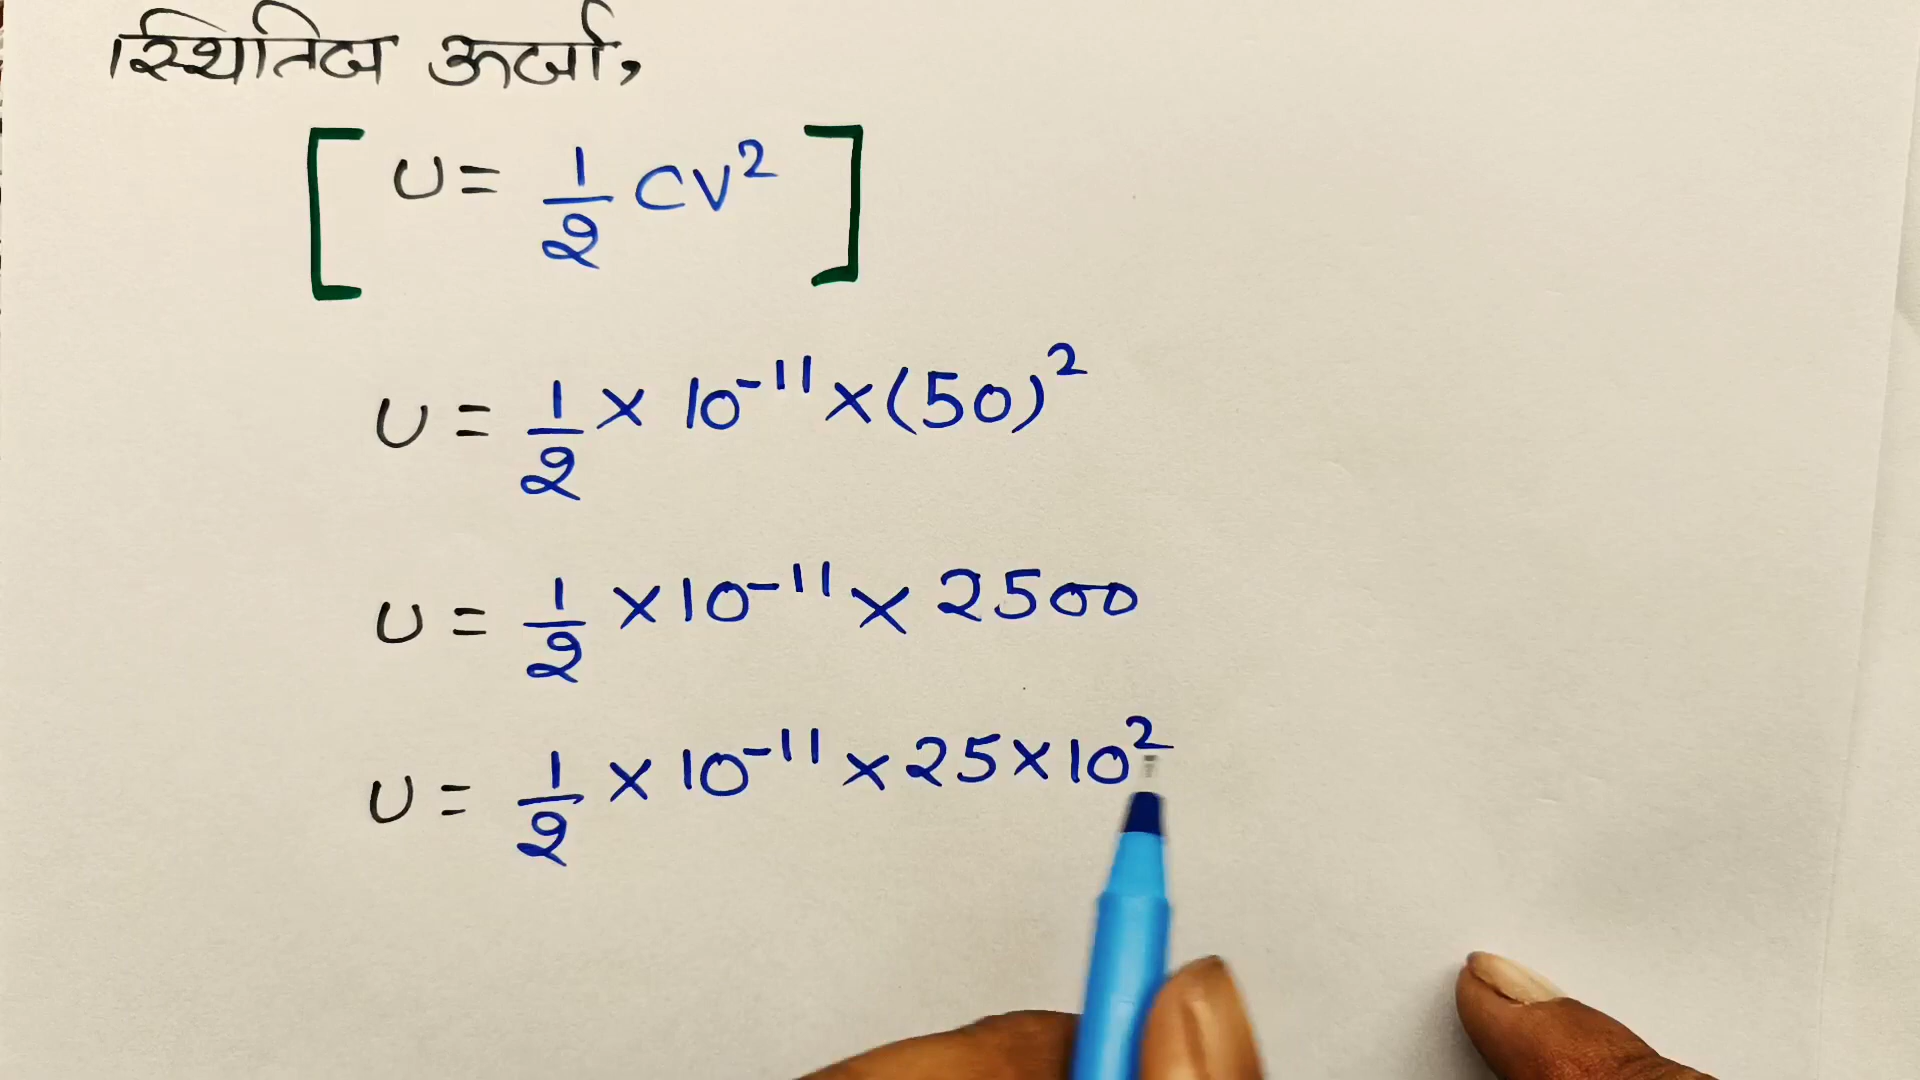 स्थितिज ऊर्जा,
[ U = 1/2 CV² ]
U = 1/2 × 10⁻¹¹ × (50)²
U = 1/2 × 10⁻¹¹ × 2500
U = 1/2 × 10⁻¹¹ × 25 × 10²